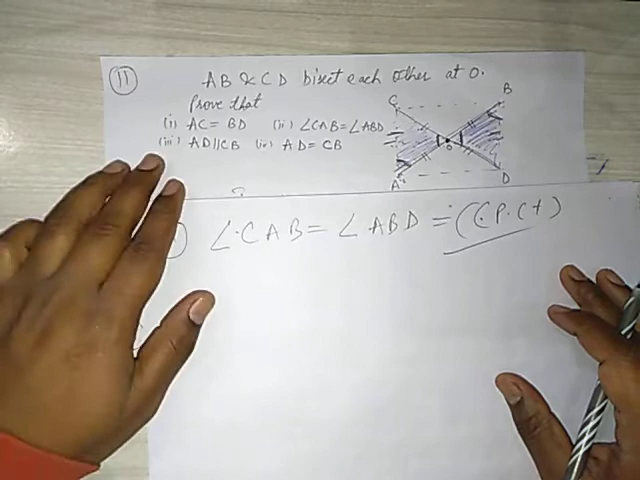 (11) AB & CD bisect each other at O.
Prove that
(i) AC = BD (ii) ∠CAB = ∠ABD
(iii) AD||CB (iv) AD = CB
C
B
O
A
D
) ∠CAB = ∠ABD = (C.P.Ct)